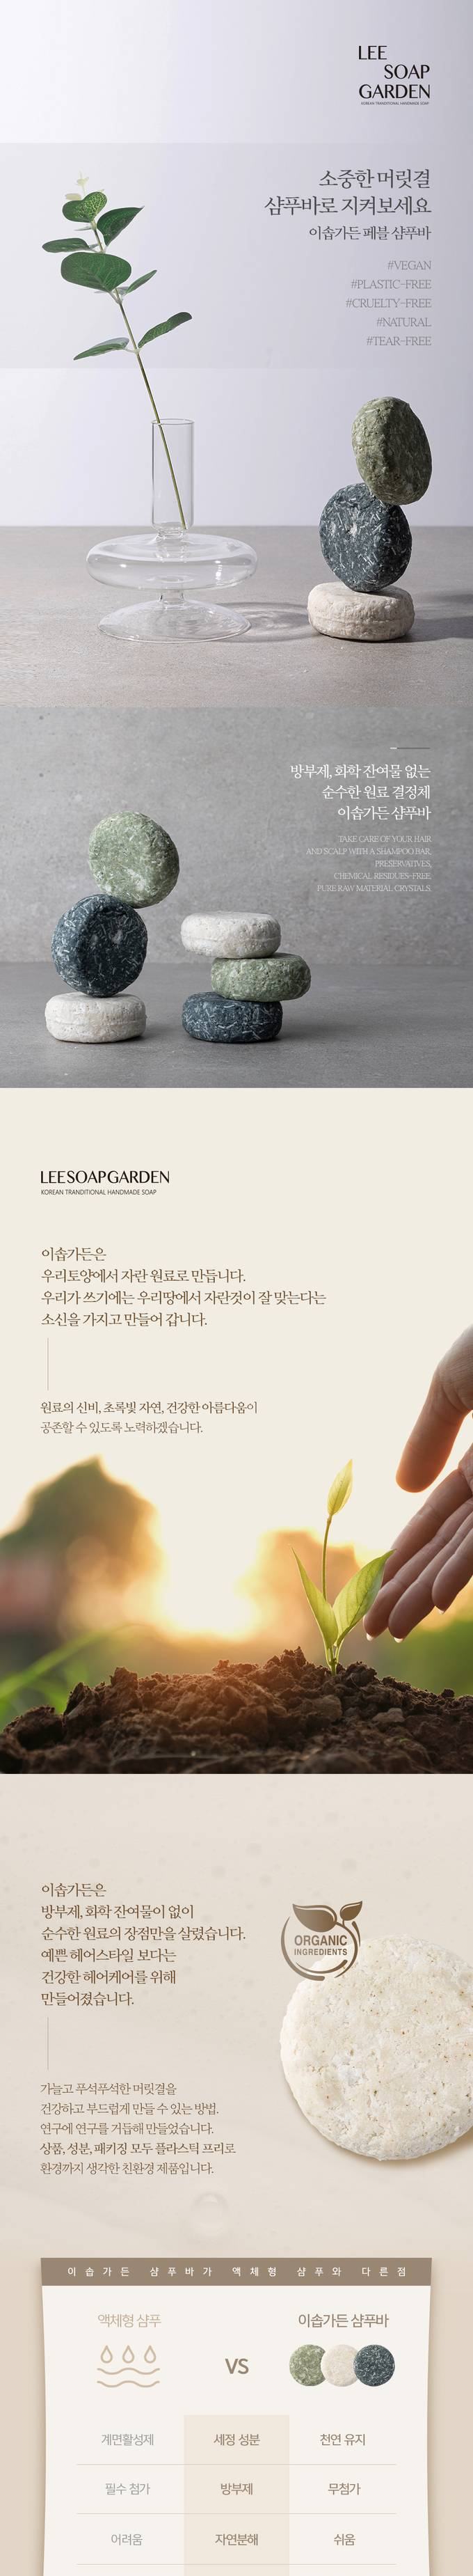 LEE
SOAP
GARDEN
KOREAN TRANDITIONAL HANDMADE SOAP
소중한 머릿결
샴푸바로 지켜보세요
이솝가든 페블 샴푸바
#VEGAN
#PLASTIC-FREE
#CRUELTY-FREE
#NATURAL
#TEAR-FREE
방부제, 화학 잔여물 없는
순수한 원료 결정체
이솝가든 샴푸바
TAKE CARE OF YOUR HAIR
AND SCALP WITH A SHAMPOO BAR,
PRESERVATIVES,
CHEMICAL RESIDUES-FREE,
PURE RAW MATERIAL CRYSTALS.
LEESOAPGARDEN
KOREAN TRANDITIONAL HANDMADE SOAP
이솝가든은
우리토양에서 자란 원료로 만듭니다.
우리가 쓰기에는 우리땅에서 자란것이 잘 맞는다는
소신을 가지고 만들어 갑니다.
원료의 신비, 초록빛 자연, 건강한 아름다움이
공존할 수 있도록 노력하겠습니다.
이솝가든은
방부제, 화학 잔여물이 없이
순수한 원료의 장점만을 살렸습니다.
예쁜 헤어스타일 보다는
건강한 헤어케어를 위해
만들어졌습니다.
ORGANIC
INGREDIENTS
가늘고 푸석푸석한 머릿결을
건강하고 부드럽게 만들 수 있는 방법.
연구에 연구를 거듭해 만들었습니다.
상품, 성분, 패키징 모두 플라스틱 프리로
환경까지 생각한 친환경 제품입니다.
이솝가든 샴푸바가 액체형 샴푸와 다른점
액체형 샴푸
이솝가든 샴푸바
VS
계면활성제 세정 성분 천연 유지
필수 첨가 방부제 무첨가
어려움 자연분해 쉬움